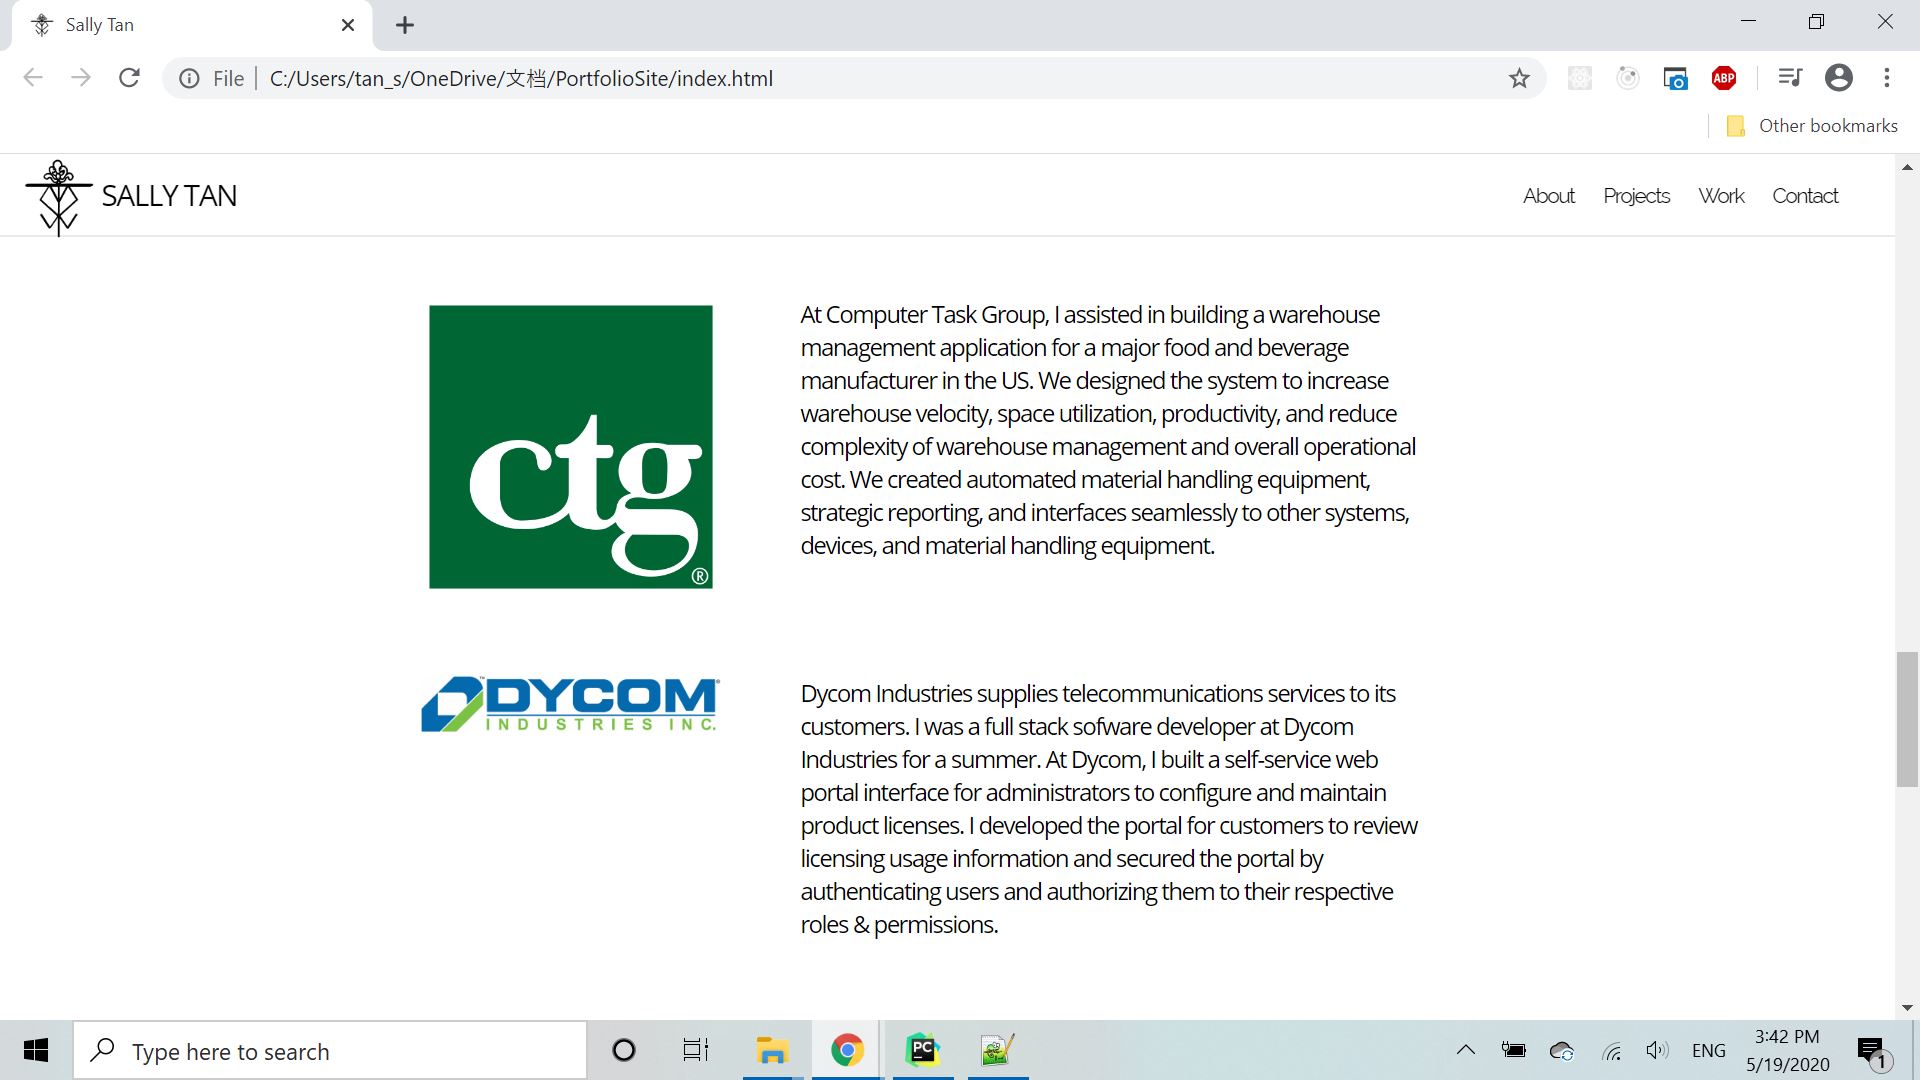 Sally Tan
File
C:/Users/tan_s/OneDrive/文档/PortfolioSite/index.html
ABP
Other bookmarks
SALLY TAN
About Projects Work Contact
ctg
®
At Computer Task Group, I assisted in building a warehouse
management application for a major food and beverage
manufacturer in the US. We designed the system to increase
warehouse velocity, space utilization, productivity, and reduce
complexity of warehouse management and overall operational
cost. We created automated material handling equipment,
strategic reporting, and interfaces seamlessly to other systems,
devices, and material handling equipment.
DYCOM®
INDUSTRIES INC.
Dycom Industries supplies telecommunications services to its
customers. I was a full stack sofware developer at Dycom
Industries for a summer. At Dycom, I built a self-service web
portal interface for administrators to configure and maintain
product licenses. I developed the portal for customers to review
licensing usage information and secured the portal by
authenticating users and authorizing them to their respective
roles & permissions.
Type here to search
PC
ENG
3:42 PM
5/19/2020
1